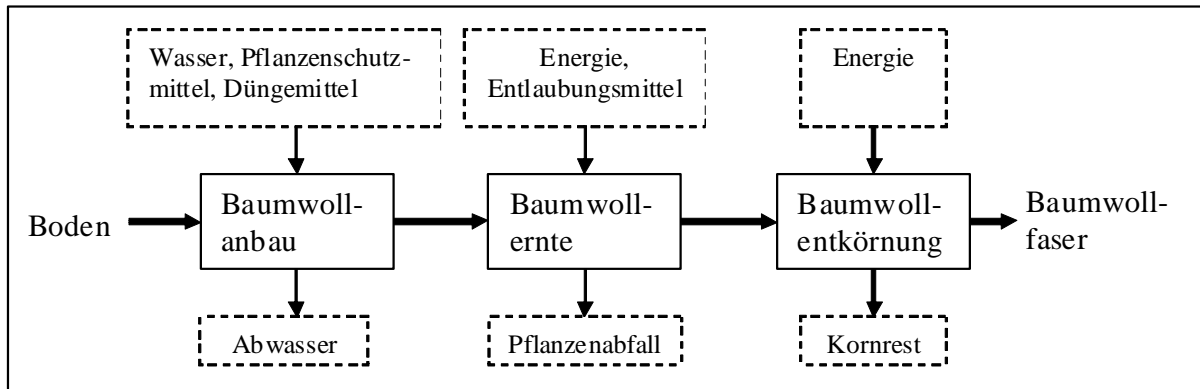 Wasser, Pflanzenschutz-
mittel, Düngemittel
Energie,
Entlaubungsmittel
Energie
Boden
Baumwoll-
anbau
Baumwoll-
ernte
Baumwoll-
entkörnung
Baumwoll-
faser
Abwasser
Pflanzenabfall
Kornrest